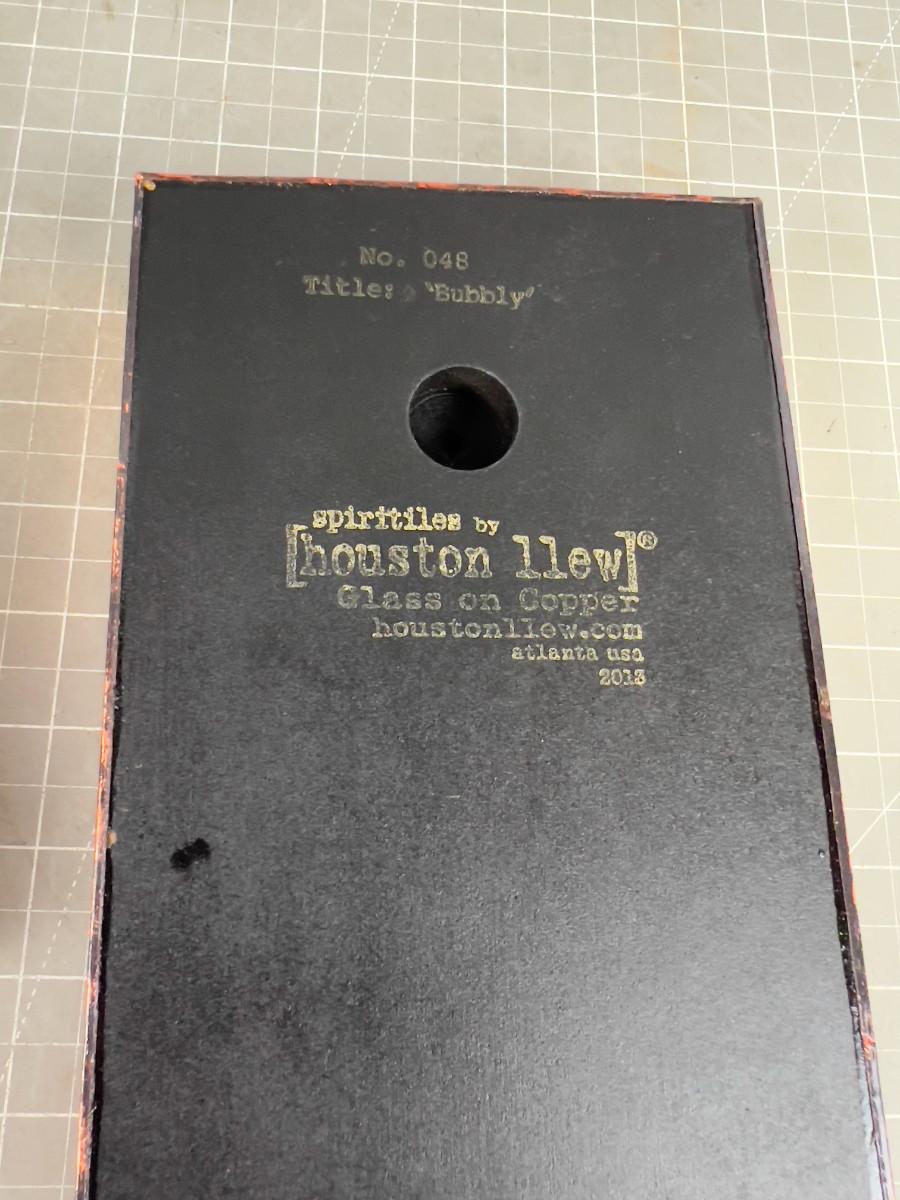 No. 048
Title: 'Bubbly'
spiritiles by
[houston llew]®
Glass on Copper
houstonllew.com
atlanta usa
2013